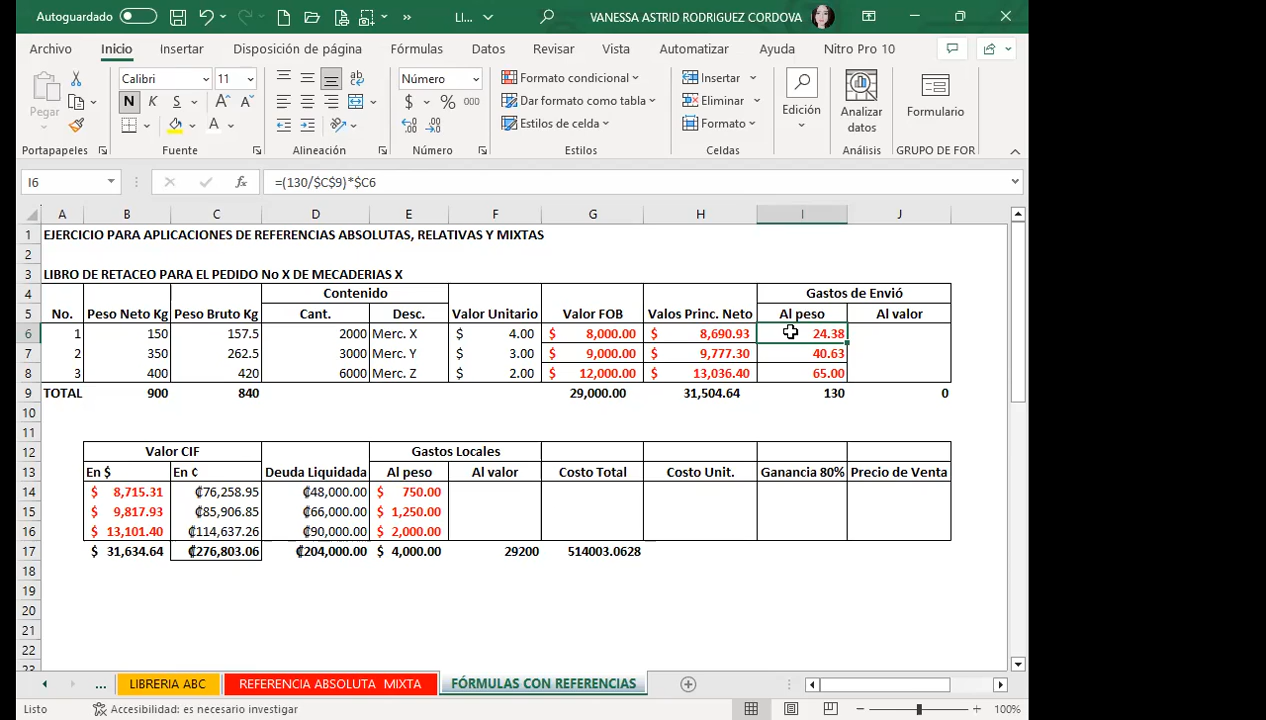 Autoguardado LI... VANESSA ASTRID RODRIGUEZ CORDOVA
Archivo Inicio Insertar Disposición de página Fórmulas Datos Revisar Vista Automatizar Ayuda Nitro Pro 10
Pegar Calibri 11 Número Formato condicional Insertar
N K S $ % 000 Dar formato como tabla Eliminar Edición Analizar datos Formulario
Estilos de celda Formato
Portapapeles Fuente Alineación Número Estilos Celdas Análisis GRUPO DE FOR
I6 fx =(130/$C$9)*$C6
A B C D E F G H I J
1 EJERCICIO PARA APLICACIONES DE REFERENCIAS ABSOLUTAS, RELATIVAS Y MIXTAS
2
3 LIBRO DE RETACEO PARA EL PEDIDO No X DE MECADERIAS X
4 Contenido Gastos de Envió
5 No. Peso Neto Kg Peso Bruto Kg Cant. Desc. Valor Unitario Valor FOB Valos Princ. Neto Al peso Al valor
6 1 150 157.5 2000 Merc. X $ 4.00 $ 8,000.00 $ 8,690.93 24.38
7 2 350 262.5 3000 Merc. Y $ 3.00 $ 9,000.00 $ 9,777.30 40.63
8 3 400 420 6000 Merc. Z $ 2.00 $ 12,000.00 $ 13,036.40 65.00
9 TOTAL 900 840 29,000.00 31,504.64 130 0
10
11
12 Valor CIF Gastos Locales
13 En $ En ¢ Deuda Liquidada Al peso Al valor Costo Total Costo Unit. Ganancia 80% Precio de Venta
14 $ 8,715.31 ₡76,258.95 ₡48,000.00 $ 750.00
15 $ 9,817.93 ₡85,906.85 ₡66,000.00 $ 1,250.00
16 $ 13,101.40 ₡114,637.26 ₡90,000.00 $ 2,000.00
17 $ 31,634.64 ₡276,803.06 ₡204,000.00 $ 4,000.00 29200 514003.0628
18
19
20
21
22
23
... LIBRERIA ABC REFERENCIA ABSOLUTA MIXTA FÓRMULAS CON REFERENCIAS
Listo Accesibilidad: es necesario investigar 100%